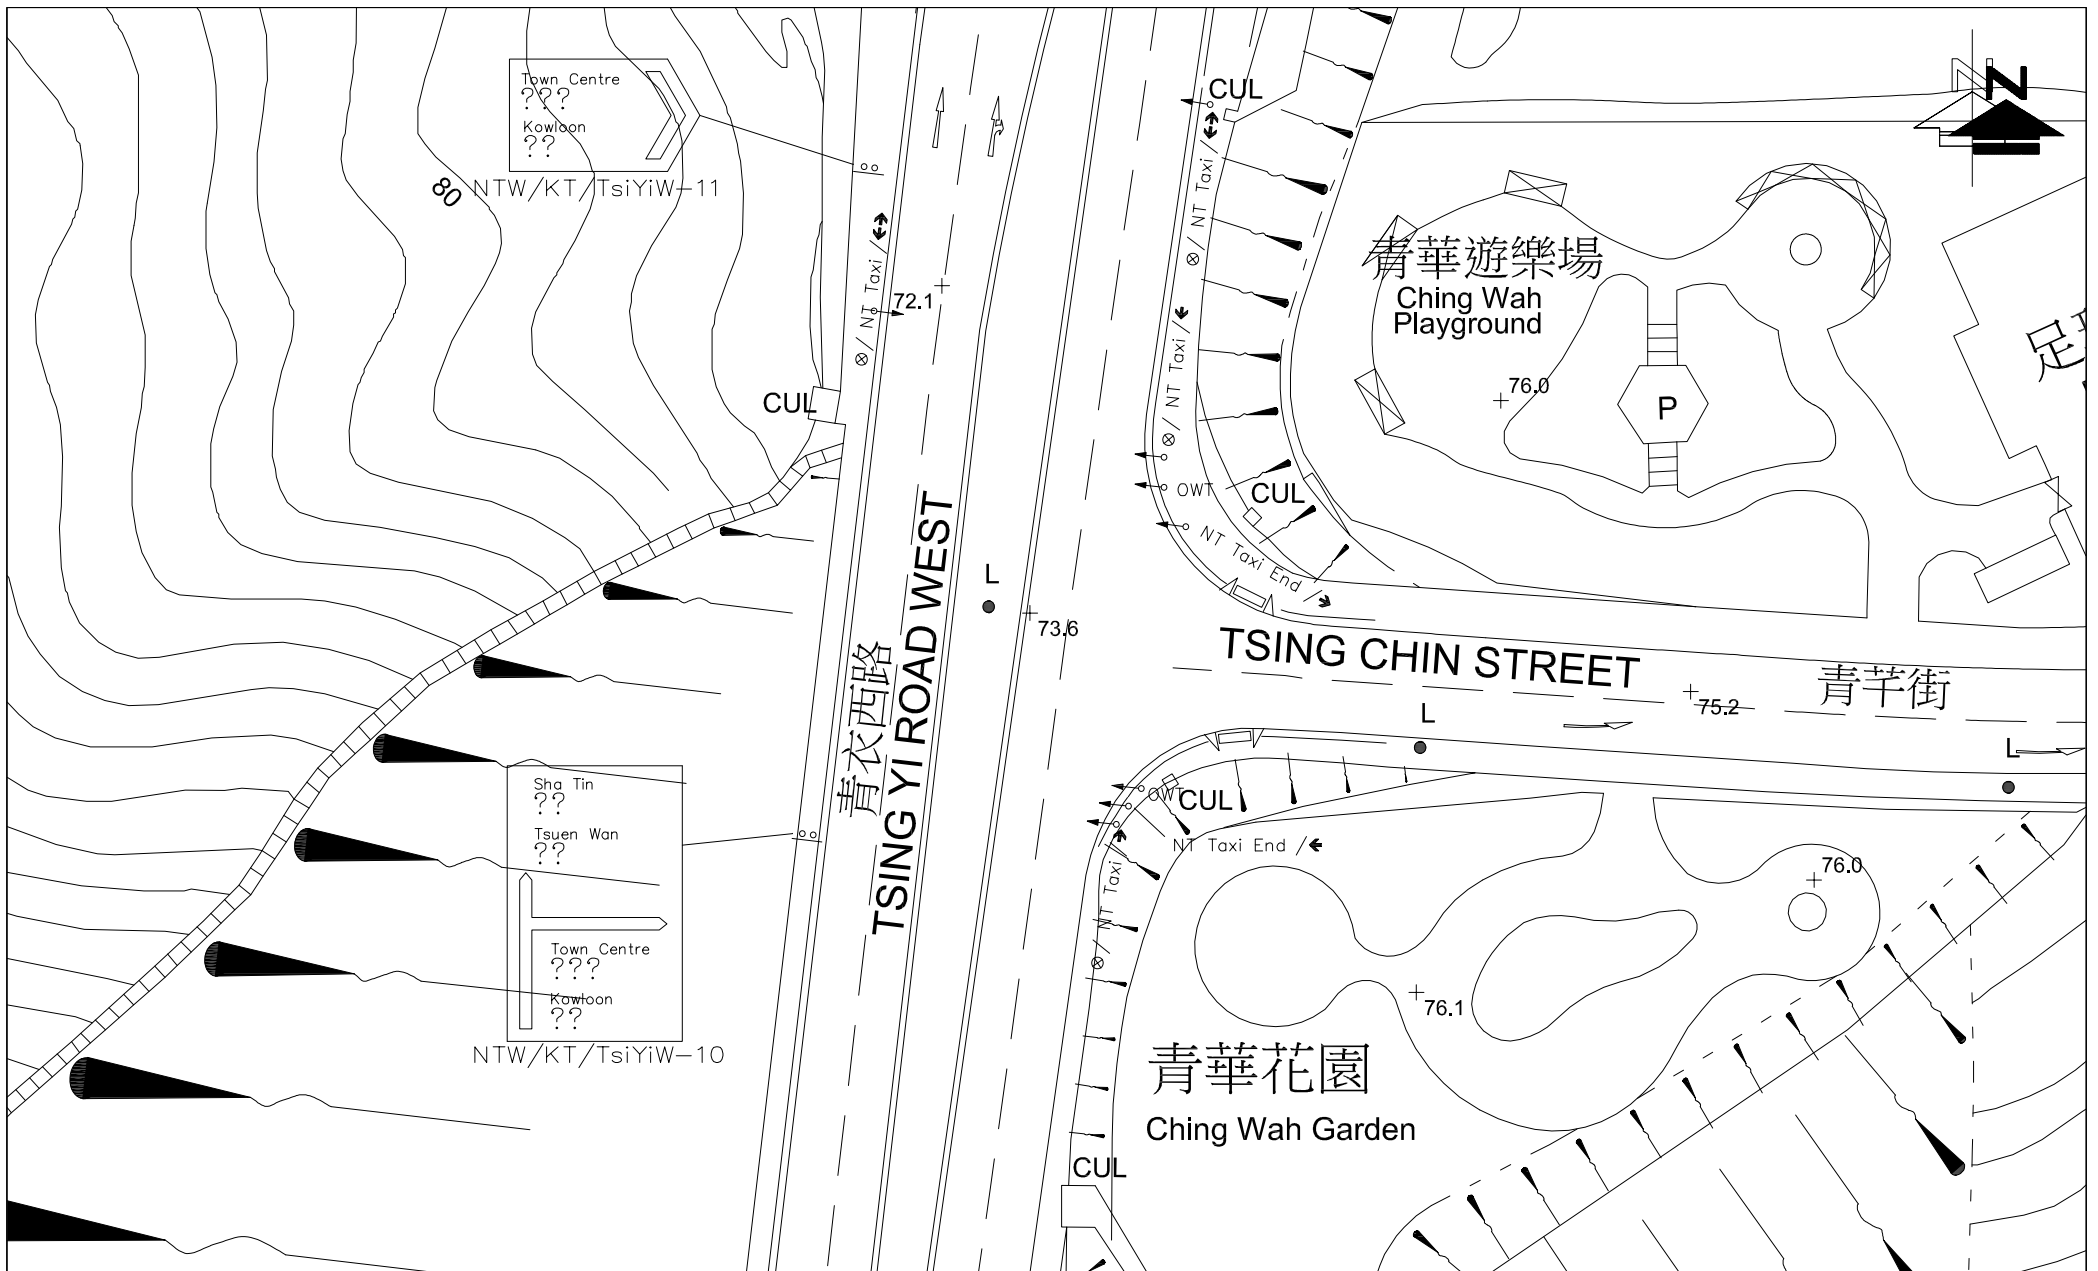 N
N
CUL
Town Centre
???
Kowloon
??
NTW/KT/TsiYiW-11
80
⊗/ NT Taxi /
72.1
⊗/ NT Taxi /
青華遊樂場
Ching Wah
Playground
⊗/ NT Taxi /
76.0
P
CUL
OWT
CUL
NT Taxi End /
L
73.6
青衣西路
TSING YI ROAD WEST
TSING CHIN STREET
青芊街
75.2
L
L
Sha Tin
??
Tsuen Wan
??
Town Centre
???
Kowloon
??
NTW/KT/TsiYiW-10
OWT
CUL
NT Taxi End /
⊗/ NT Taxi /
76.0
76.1
青華花園
Ching Wah Garden
CUL
足